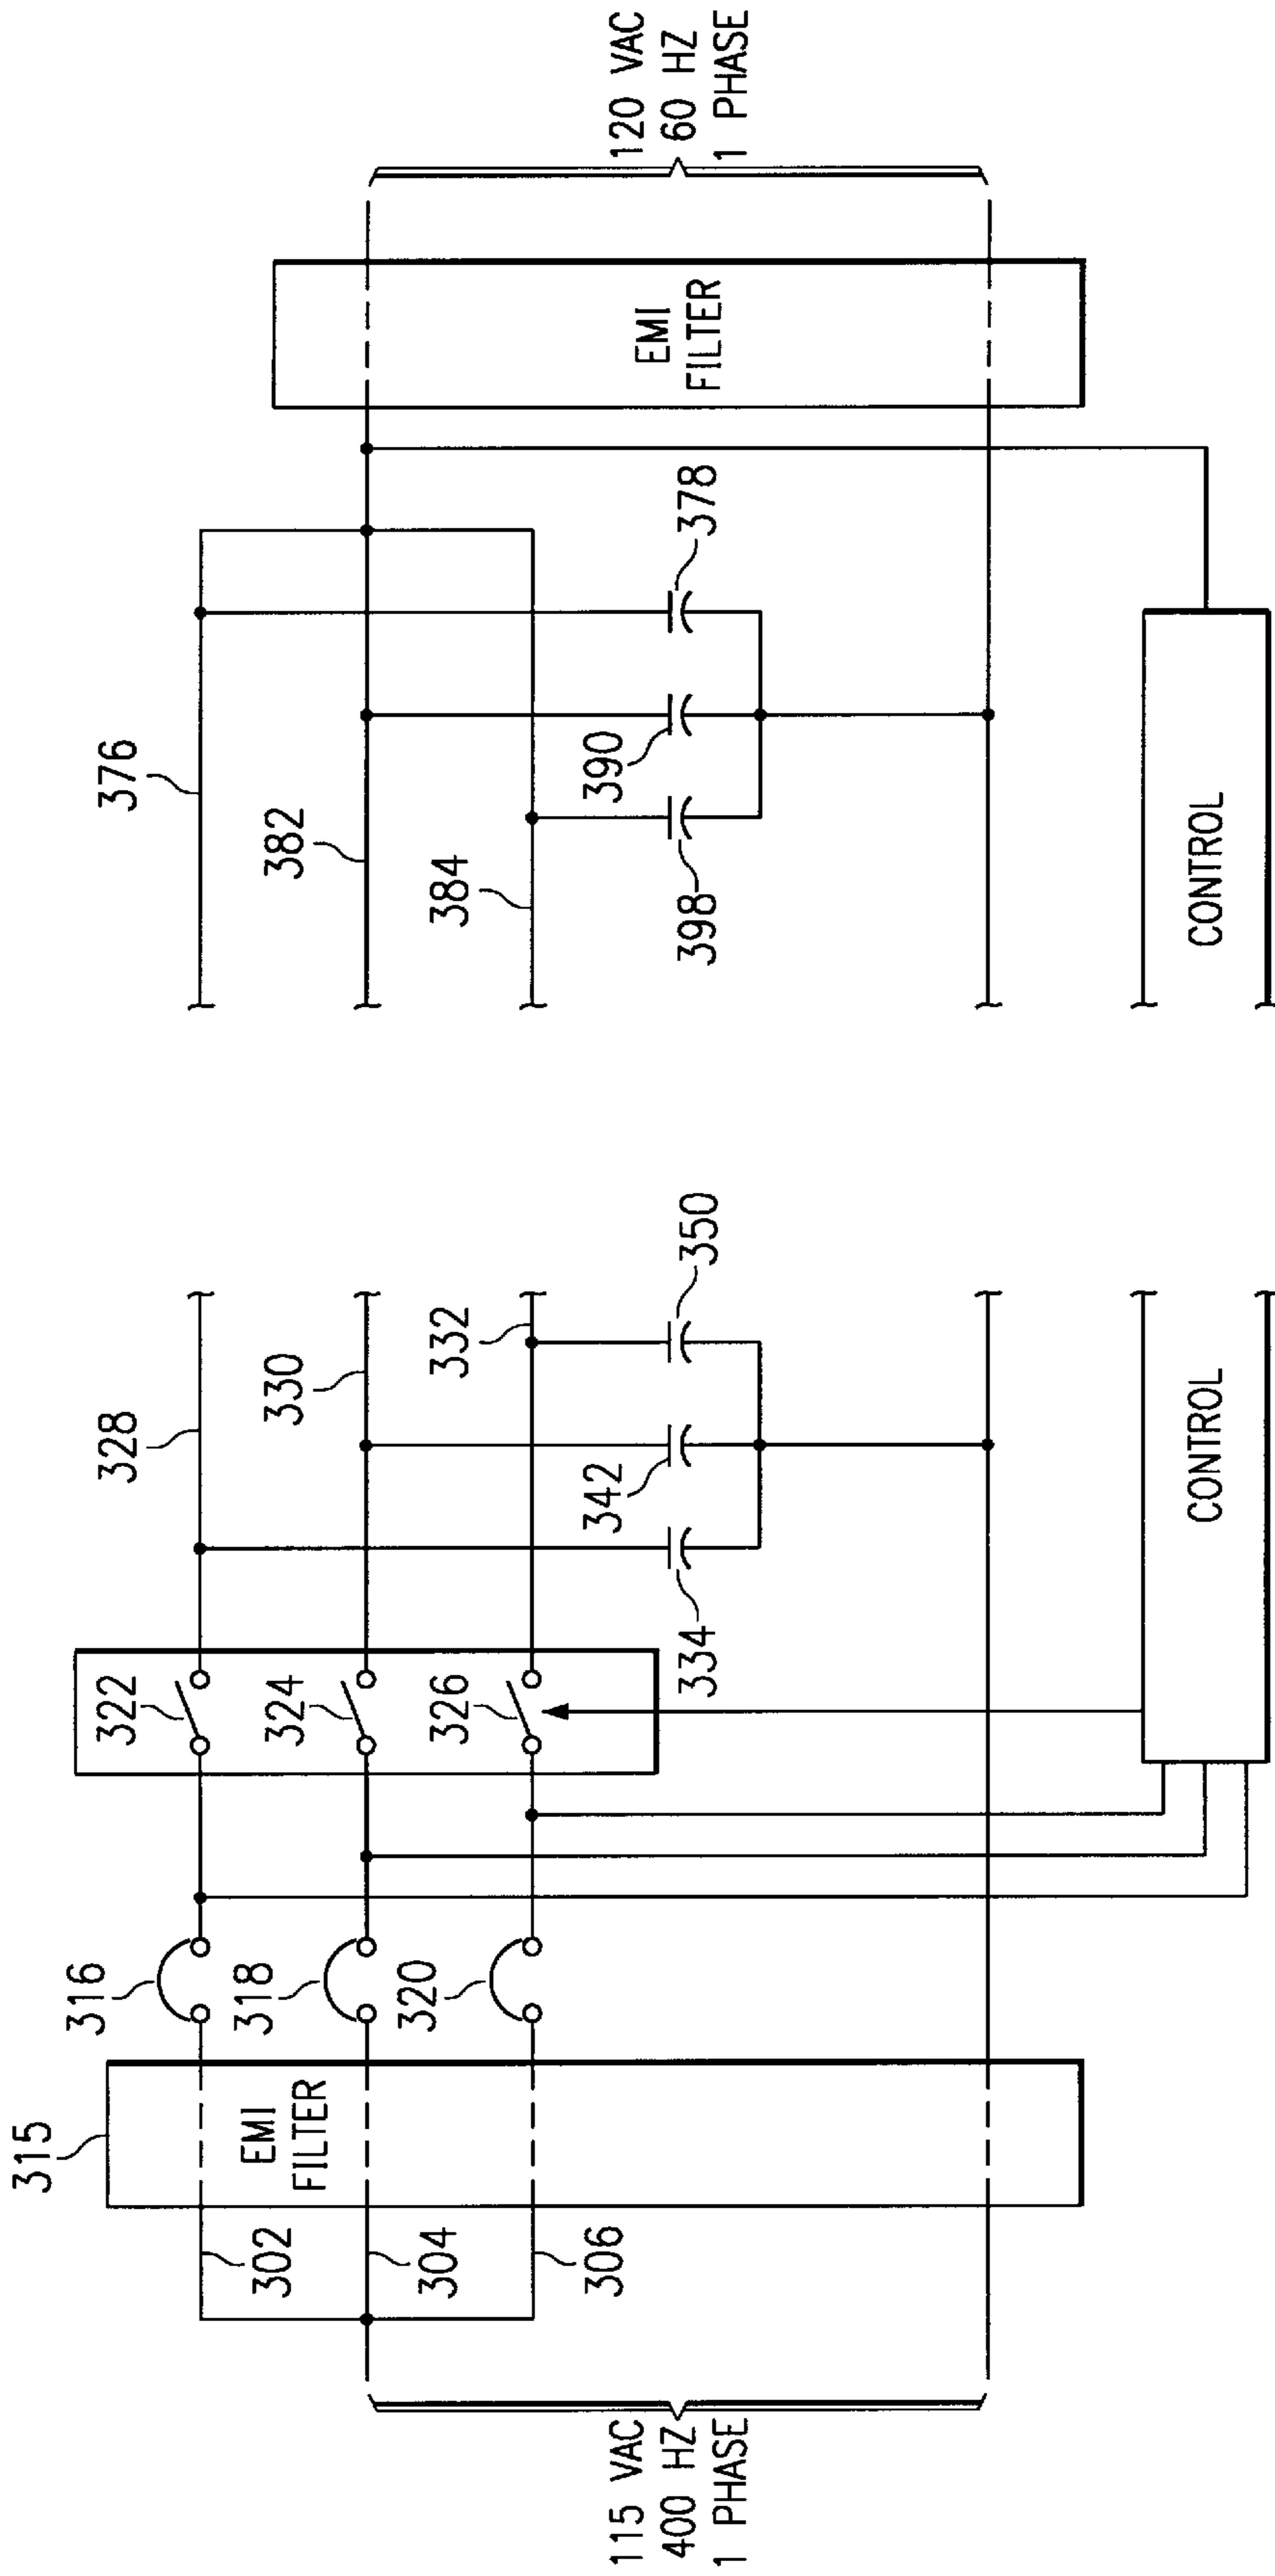 115 VAC
400 HZ
1 PHASE
302
304
306
315
EMI
FILTER
316
318
320
322
324
326
328
330
332
334
342
350
CONTROL
376
382
384
398
390
378
CONTROL
EMI
FILTER
120 VAC
60 HZ
1 PHASE